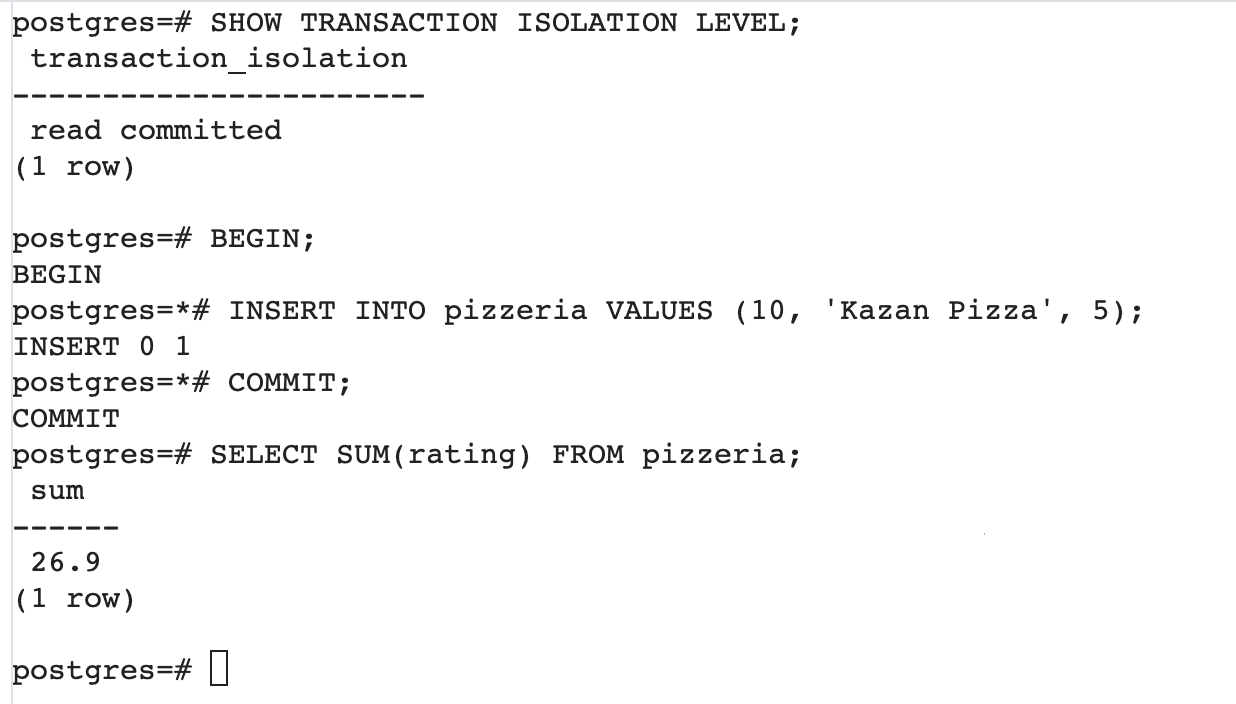 postgres=# SHOW TRANSACTION ISOLATION LEVEL;
transaction_isolation
-----------------------
read committed
(1 row)
postgres=# BEGIN;
BEGIN
postgres=*# INSERT INTO pizzeria VALUES (10, 'Kazan Pizza', 5);
INSERT 0 1
postgres=*# COMMIT;
COMMIT
postgres=# SELECT SUM(rating) FROM pizzeria;
sum
------
26.9
(1 row)
postgres=#